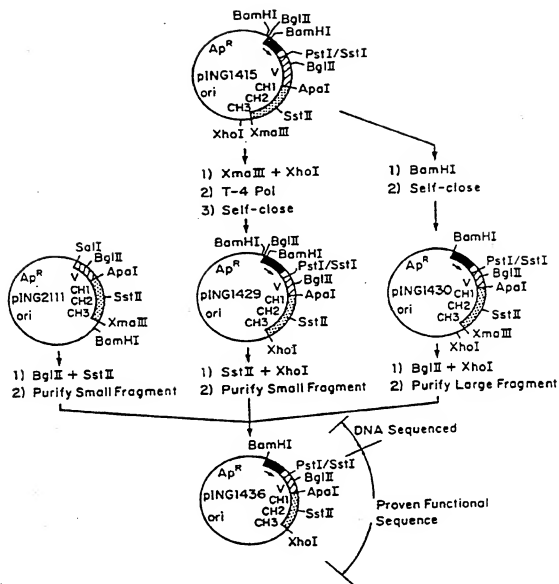 BamHI BglII
BamHI
PstI/SstI
BglII
ApaI
SstII
XmaIII
XhoI
Ap^R
pING1415
ori
V
CH1
CH2
CH3
1) XmaIII + XhoI
2) T-4 Pol
3) Self-close
1) BamHI
2) Self-close
SalI
BglII
ApaI
SstII
XmaIII
BamHI
Ap^R
pING2111
ori
V
CH1
CH2
CH3
BamHI BglII
BamHI
PstI/SstI
BglII
ApaI
SstII
XhoI
Ap^R
pING1429
ori
V
CH1
CH2
CH3
BamHI
PstI/SstI
BglII
ApaI
SstII
XmaIII
XhoI
Ap^R
pING1430
ori
V
CH1
CH2
CH3
1) BglII + SstII
2) Purify Small Fragment
1) SstII + XhoI
2) Purify Small Fragment
1) BglII + XhoI
2) Purify Large Fragment
BamHI
PstI/SstI
BglII
ApaI
SstII
XhoI
Ap^R
pING1436
ori
V
CH1
CH2
CH3
DNA Sequenced
Proven Functional
Sequence